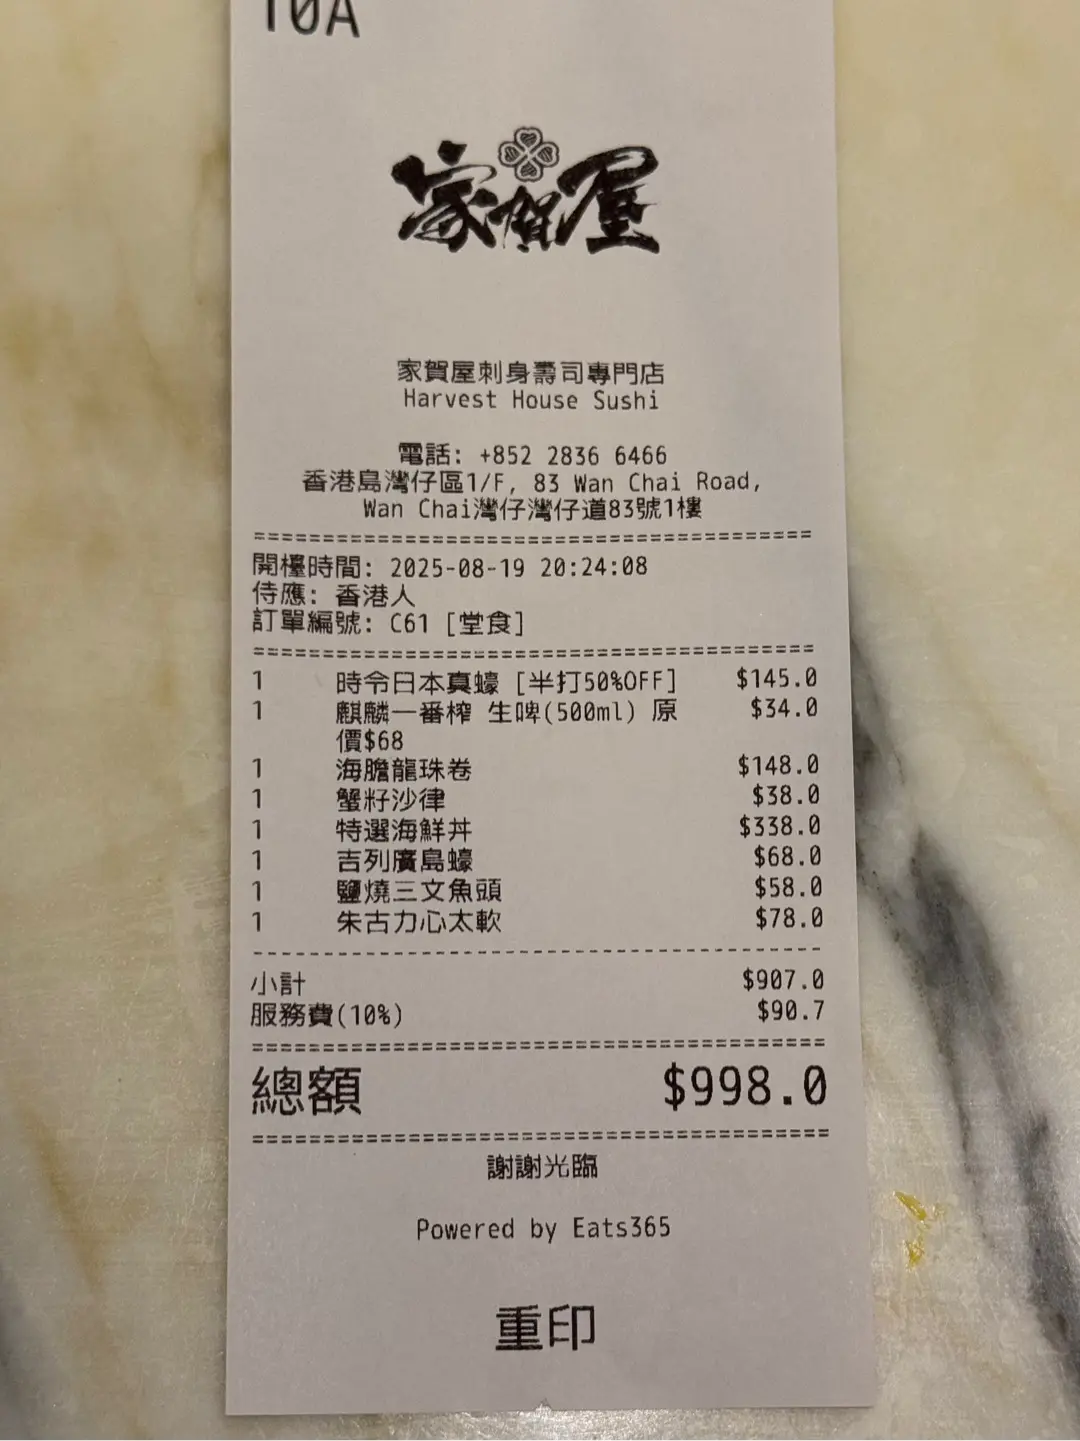 10A
家賀屋
家賀屋刺身壽司專門店
Harvest House Sushi
電話: +852 2836 6466
香港島灣仔區1/F, 83 Wan Chai Road,
Wan Chai灣仔灣仔道83號1樓
========================================
開檯時間: 2025-08-19 20:24:08
侍應: 香港人
訂單編號: C61 [堂食]
========================================
1 時令日本真蠔 [半打50%OFF] $145.0
1 麒麟一番榨 生啤(500ml) 原 $34.0
價$68
1 海膽龍珠卷 $148.0
1 蟹籽沙律 $38.0
1 特選海鮮丼 $338.0
1 吉列廣島蠔 $68.0
1 鹽燒三文魚頭 $58.0
1 朱古力心太軟 $78.0
----------------------------------------
小計 $907.0
服務費(10%) $90.7
========================================
總額 $998.0
========================================
謝謝光臨
Powered by Eats365
重印